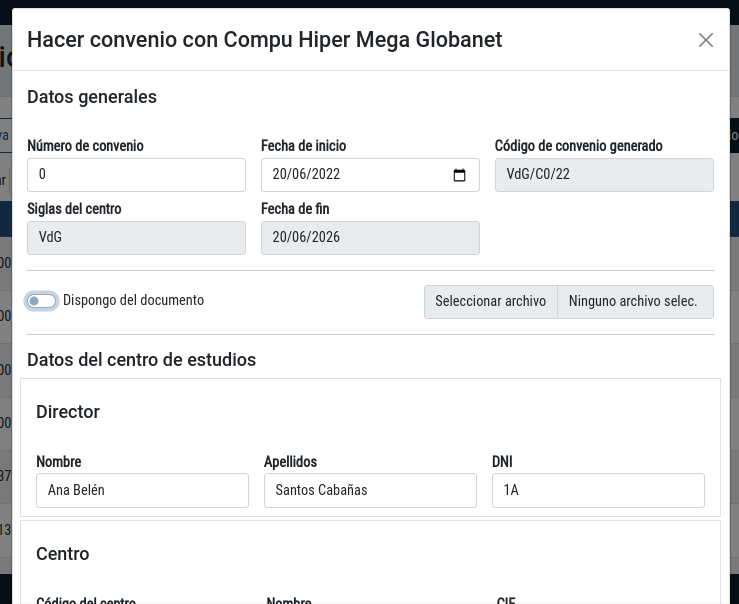 Hacer convenio con Compu Hiper Mega Globanet
Datos generales
Número de convenio Fecha de inicio Código de convenio generado
0 20/06/2022 VdG/C0/22
Siglas del centro Fecha de fin
VdG 20/06/2026
Dispongo del documento Seleccionar archivo Ninguno archivo selec.
Datos del centro de estudios
Director
Nombre Apellidos DNI
Ana Belén Santos Cabañas 1A
Centro
Código del centro Nombre CIF